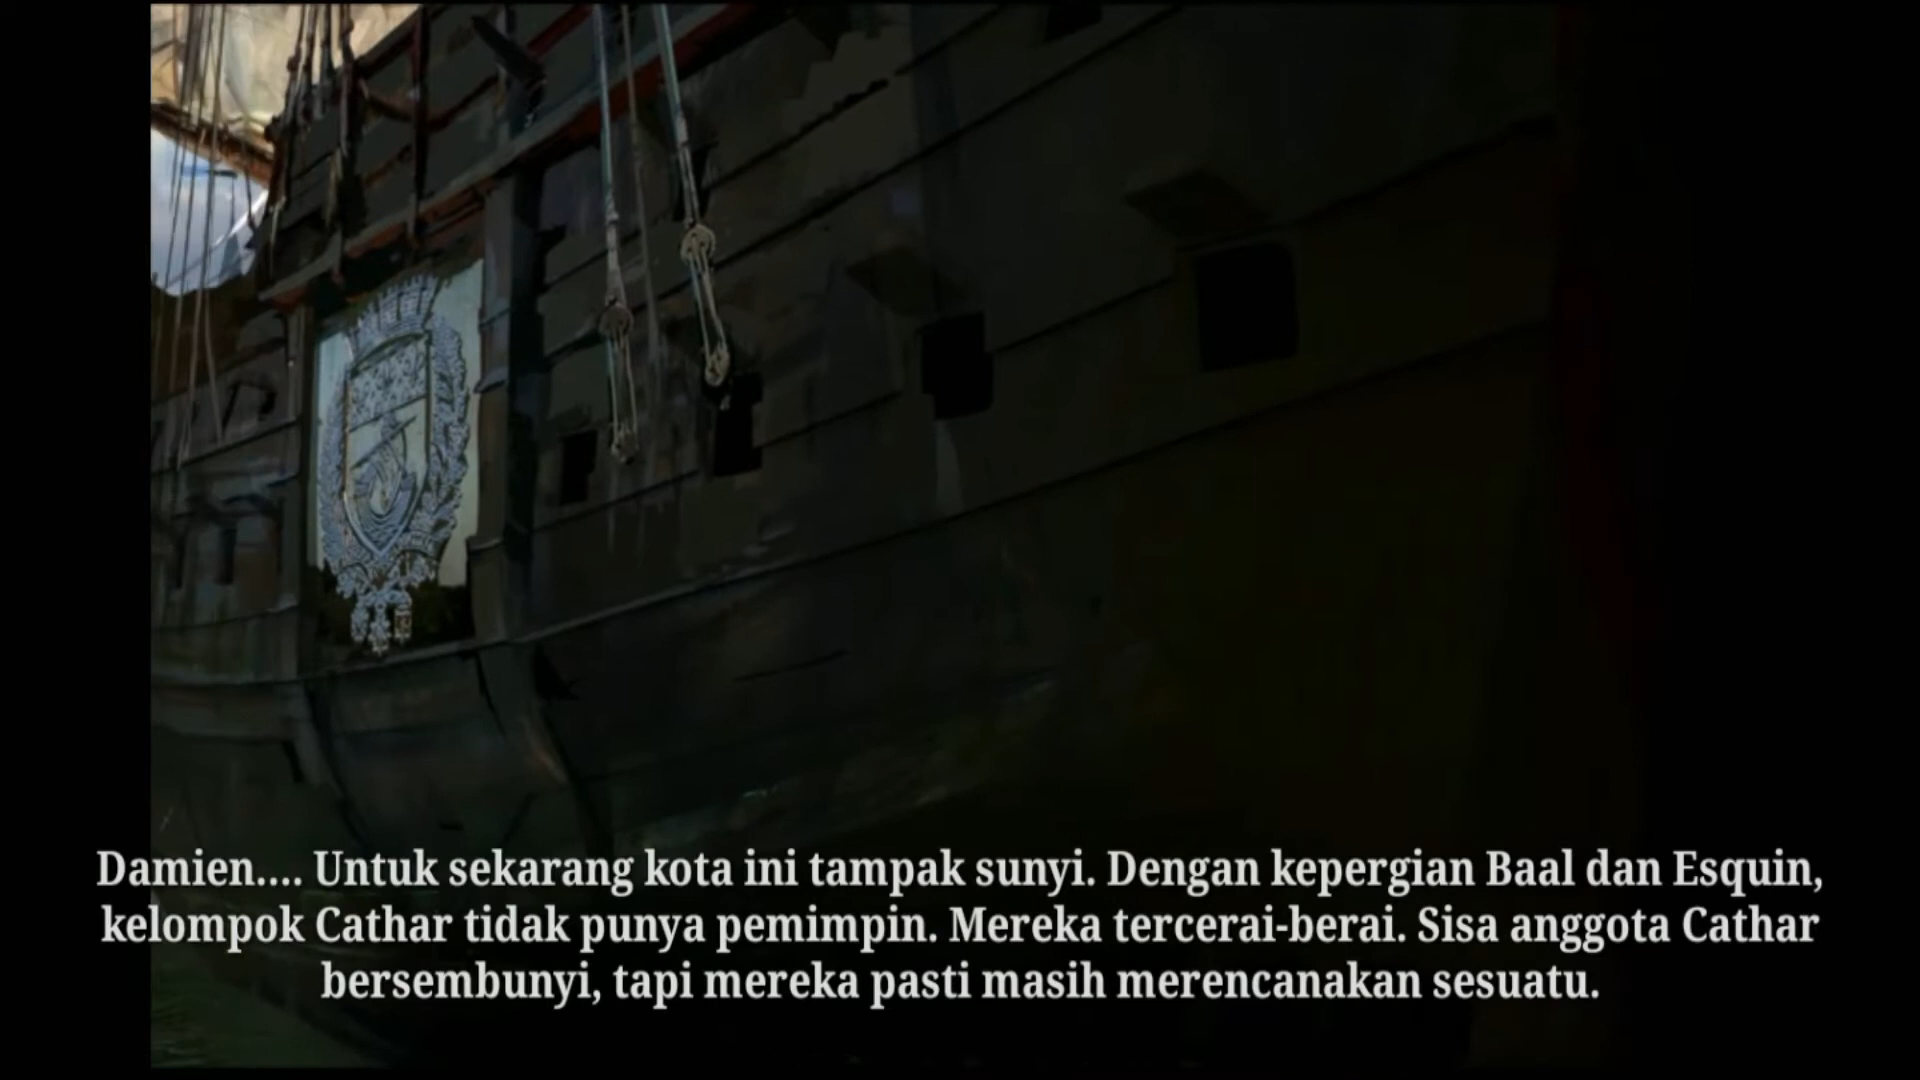 Damien.... Untuk sekarang kota ini tampak sunyi. Dengan kepergian Baal dan Esquin,
kelompok Cathar tidak punya pemimpin. Mereka tercerai-berai. Sisa anggota Cathar
bersembunyi, tapi mereka pasti masih merencanakan sesuatu.